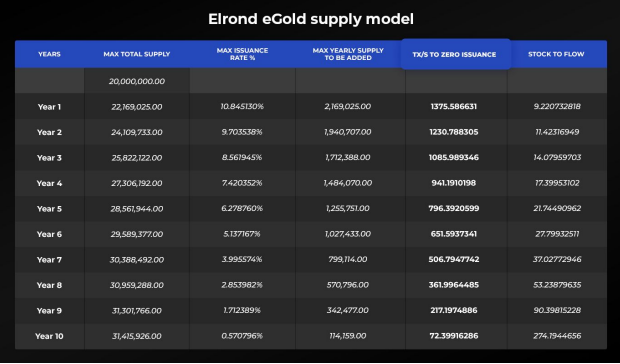 Elrond eGold supply model
YEARS MAX TOTAL SUPPLY MAX ISSUANCE RATE % MAX YEARLY SUPPLY TO BE ADDED TX/S TO ZERO ISSUANCE STOCK TO FLOW
20,000,000.00
Year 1 22,169,025.00 10.845130% 2,169,025.00 1375.586631 9.220732818
Year 2 24,109,733.00 9.703538% 1,940,707.00 1230.788305 11.42316949
Year 3 25,822,122.00 8.561945% 1,712,388.00 1085.989346 14.07959703
Year 4 27,306,192.00 7.420352% 1,484,070.00 941.1910198 17.39953102
Year 5 28,561,944.00 6.278760% 1,255,751.00 796.3920599 21.74490962
Year 6 29,589,377.00 5.137167% 1,027,433.00 651.5937341 27.79932511
Year 7 30,388,492.00 3.995574% 799,114.00 506.7947742 37.02772946
Year 8 30,959,288.00 2.853982% 570,796.00 361.9964485 53.23879635
Year 9 31,301,766.00 1.712389% 342,477.00 217.1974886 90.39815228
Year 10 31,415,926.00 0.570796% 114,159.00 72.39916286 274.1944656